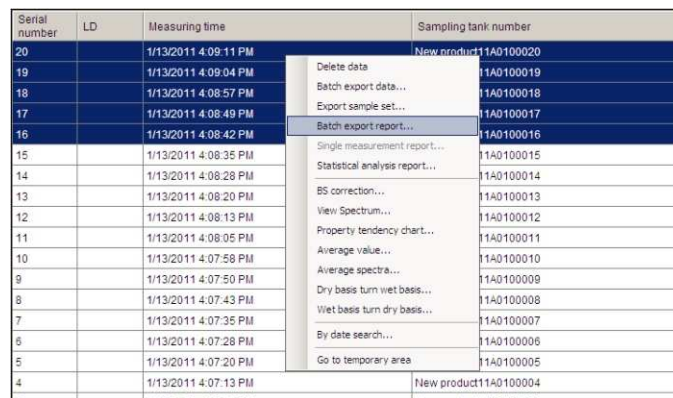 Serial number LD Measuring time Sampling tank number
20 1/13/2011 4:09:11 PM New product11A0100020
19 1/13/2011 4:09:04 PM 11A0100019
18 1/13/2011 4:08:57 PM 11A0100018
17 1/13/2011 4:08:49 PM 11A0100017
16 1/13/2011 4:08:42 PM 11A0100016
15 1/13/2011 4:08:35 PM 11A0100015
14 1/13/2011 4:08:28 PM 11A0100014
13 1/13/2011 4:08:20 PM 11A0100013
12 1/13/2011 4:08:13 PM 11A0100012
11 1/13/2011 4:08:05 PM 11A0100011
10 1/13/2011 4:07:58 PM 11A0100010
9 1/13/2011 4:07:50 PM 11A0100009
8 1/13/2011 4:07:43 PM 11A0100008
7 1/13/2011 4:07:35 PM 11A0100007
6 1/13/2011 4:07:28 PM 11A0100006
5 1/13/2011 4:07:20 PM 11A0100005
4 1/13/2011 4:07:13 PM New product11A0100004
Delete data
Batch export data...
Export sample set...
Batch export report...
Single measurement report...
Statistical analysis report...
BS correction...
View Spectrum...
Property tendency chart...
Average value...
Average spectra...
Dry basis turn wet basis...
Wet basis turn dry basis...
By date search...
Go to temporary area